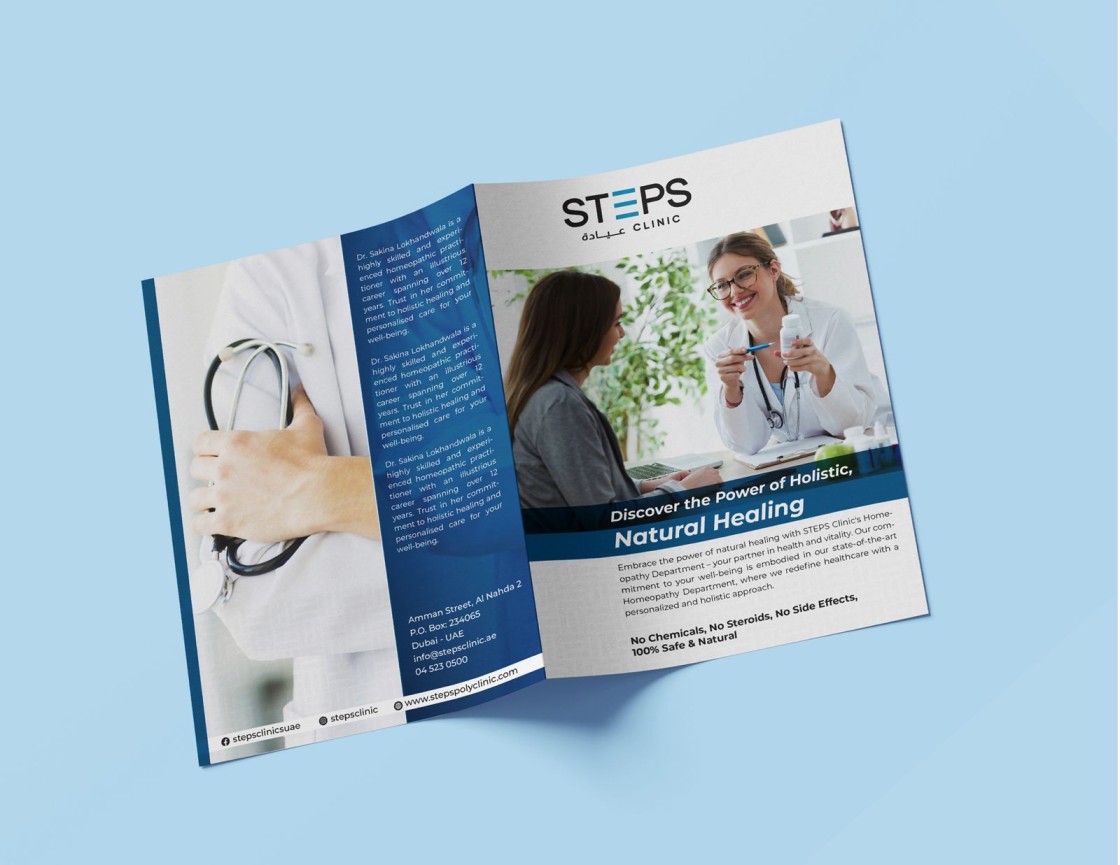 Dr. Sakina Lokhandwala is a
highly skilled and experi-
enced homeopathic practi-
tioner with an illustrious
career spanning over 12
years. Trust in her commit-
ment to holistic healing and
personalised care for your
well-being.
Dr. Sakina Lokhandwala is a
highly skilled and experi-
enced homeopathic practi-
tioner with an illustrious
career spanning over 12
years. Trust in her commit-
ment to holistic healing and
personalised care for your
well-being.
Dr. Sakina Lokhandwala is a
highly skilled and experi-
enced homeopathic practi-
tioner with an illustrious
career spanning over 12
years. Trust in her commit-
ment to holistic healing and
personalised care for your
well-being.
Amman Street, Al Nahda 2
P.O. Box: 234065
Dubai - UAE
info@stepsclinic.ae
04 523 0500
stepsclinicsuae stepsclinic www.stepspolyclinic.com
STEPS
عيادة CLINIC
Discover the Power of Holistic,
Natural Healing
Embrace the power of natural healing with STEPS Clinic's Home-
opathy Department – your partner in health and vitality. Our com-
mitment to your well-being is embodied in our state-of-the-art
Homeopathy Department, where we redefine healthcare with a
personalized and holistic approach.
No Chemicals, No Steroids, No Side Effects,
100% Safe & Natural